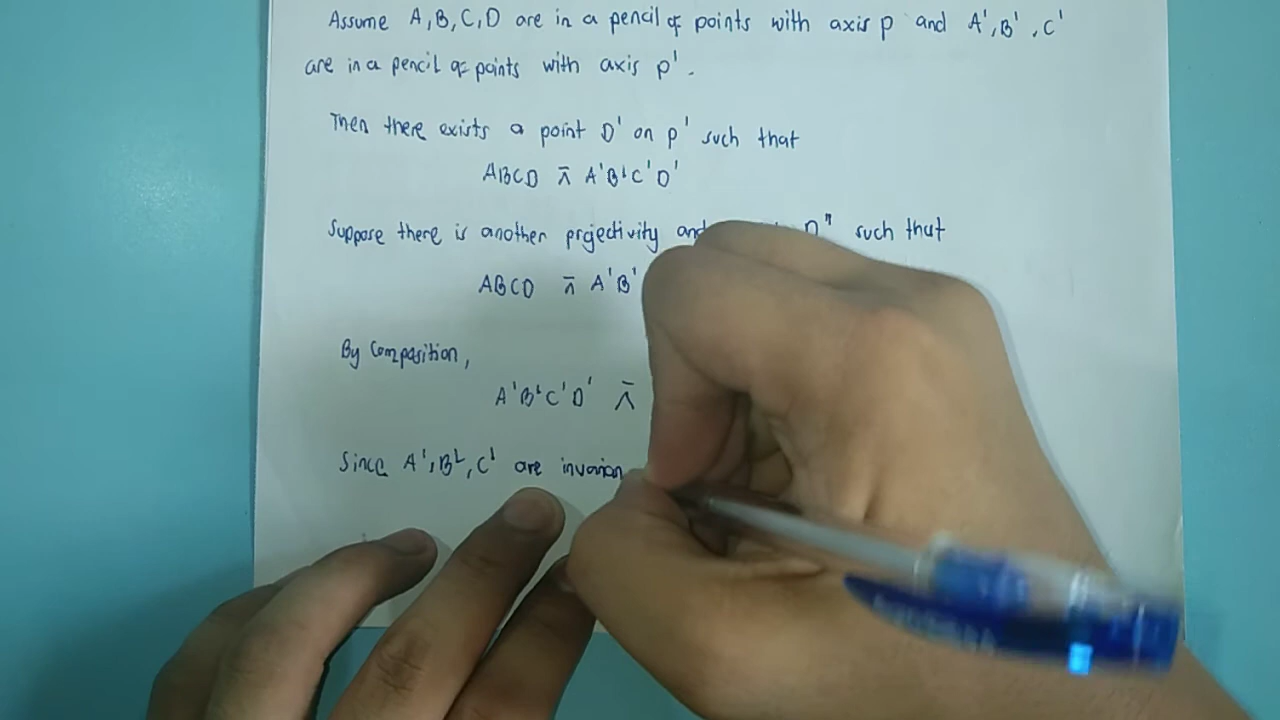 Assume A, B, C, D are in a pencil of points with axis p and A', B', C'
are in a pencil of points with axis p'.
Then there exists a point D' on p' such that
ABCD ⊼ A'B'C'D'
Suppose there is another projectivity and D" such that
ABCD ⊼ A'B'
By composition,
A'B'C'D' ⊼
Since A', B', C' are invarian